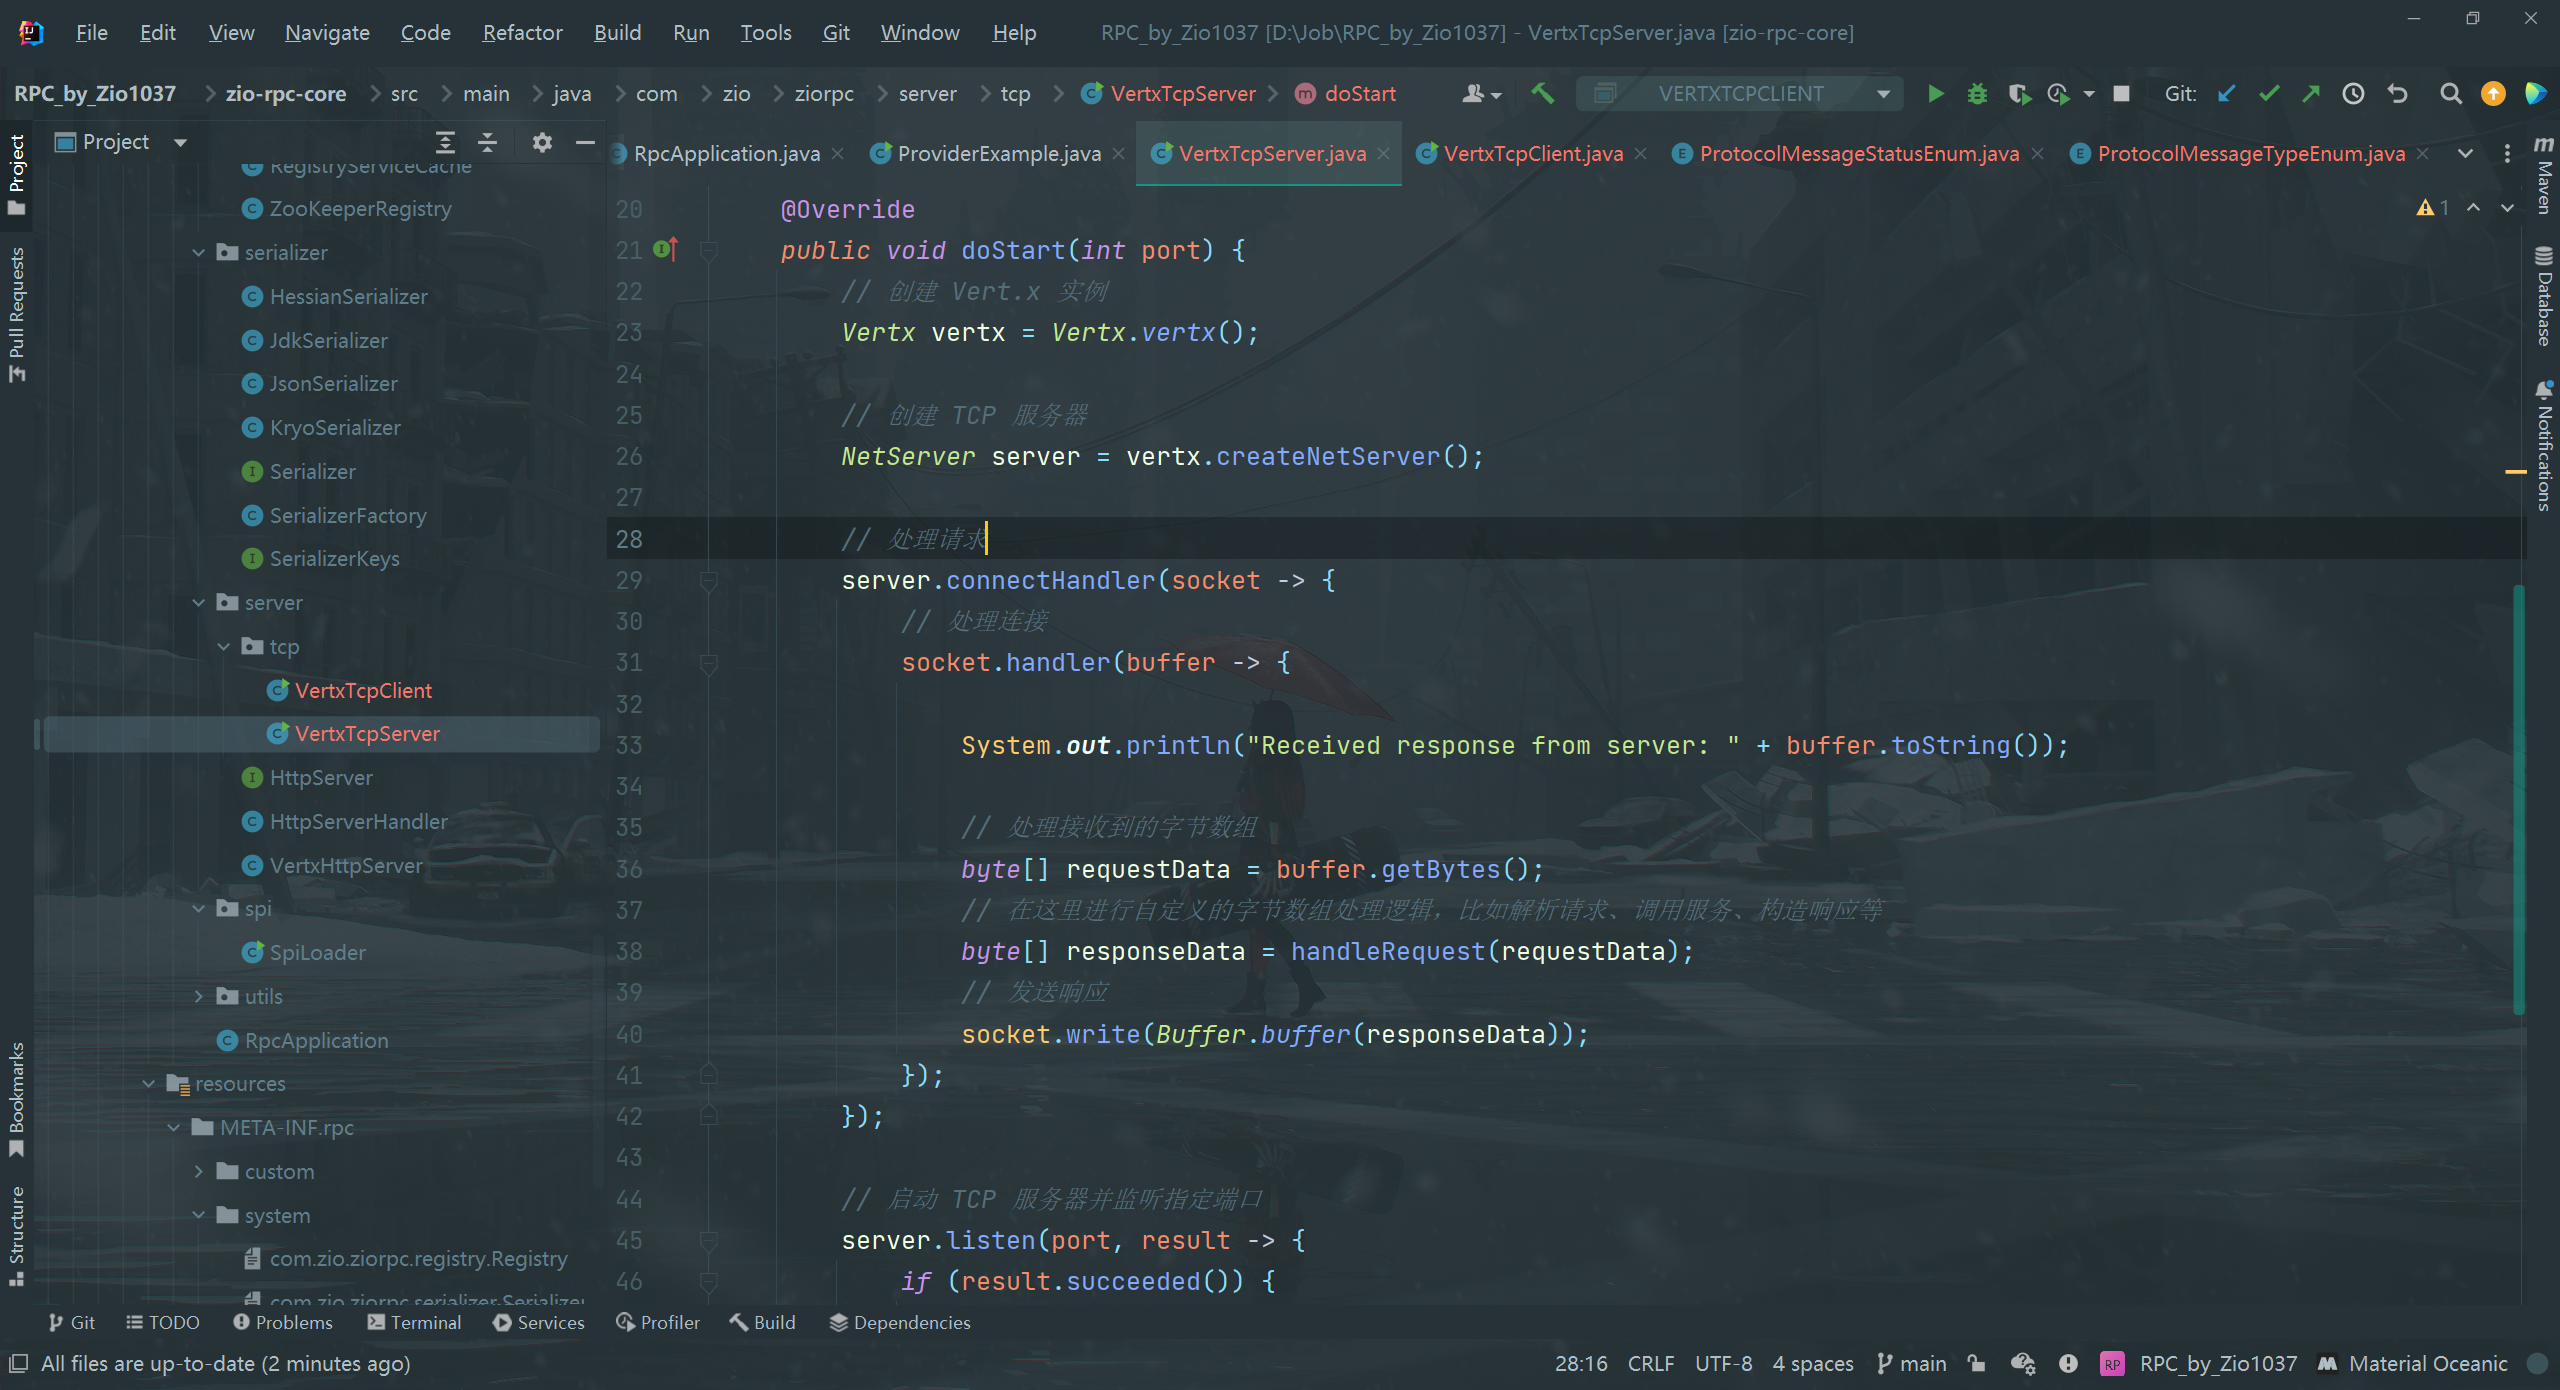 File Edit View Navigate Code Refactor Build Run Tools Git Window Help RPC_by_Zio1037 [D:\Job\RPC_by_Zio1037] - VertxTcpServer.java [zio-rpc-core]
RPC_by_Zio1037 zio-rpc-core src main java com zio ziorpc server tcp VertxTcpServer doStart VERTXTCPCLIENT Git:
Project
RpcApplication.java ProviderExample.java VertxTcpServer.java VertxTcpClient.java ProtocolMessageStatusEnum.java ProtocolMessageTypeEnum.java
Project
Pull Requests
Bookmarks
Structure
RegistryServiceCache
ZooKeeperRegistry
serializer
HessianSerializer
JdkSerializer
JsonSerializer
KryoSerializer
Serializer
SerializerFactory
SerializerKeys
server
tcp
VertxTcpClient
VertxTcpServer
HttpServer
HttpServerHandler
VertxHttpServer
spi
SpiLoader
utils
RpcApplication
resources
META-INF.rpc
custom
system
com.zio.ziorpc.registry.Registry
com.zio.ziorpc.serializer.Serializer
1
20 @Override
21 public void doStart(int port) {
22 // 创建 Vert.x 实例
23 Vertx vertx = Vertx.vertx();
24
25 // 创建 TCP 服务器
26 NetServer server = vertx.createNetServer();
27
28 // 处理请求
29 server.connectHandler(socket -> {
30 // 处理连接
31 socket.handler(buffer -> {
32
33 System.out.println("Received response from server: " + buffer.toString());
34
35 // 处理接收到的字节数组
36 byte[] requestData = buffer.getBytes();
37 // 在这里进行自定义的字节数组处理逻辑，比如解析请求、调用服务、构造响应等
38 byte[] responseData = handleRequest(requestData);
39 // 发送响应
40 socket.write(Buffer.buffer(responseData));
41 });
42 });
43
44 // 启动 TCP 服务器并监听指定端口
45 server.listen(port, result -> {
46 if (result.succeeded()) {
Maven
Database
Notifications
Git TODO Problems Terminal Services Profiler Build Dependencies
All files are up-to-date (2 minutes ago) 28:16 CRLF UTF-8 4 spaces main RP RPC_by_Zio1037 Material Oceanic